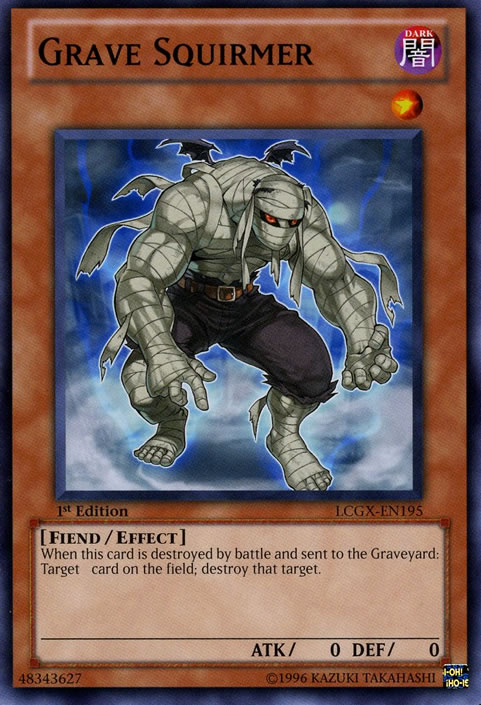 GRAVE SQUIRMER
DARK
闇
1st Edition
LCGX-EN195
[FIEND / EFFECT]
When this card is destroyed by battle and sent to the Graveyard:
Target card on the field; destroy that target.
ATK / 0 DEF / 0
48343627
©1996 KAZUKI TAKAHASHI